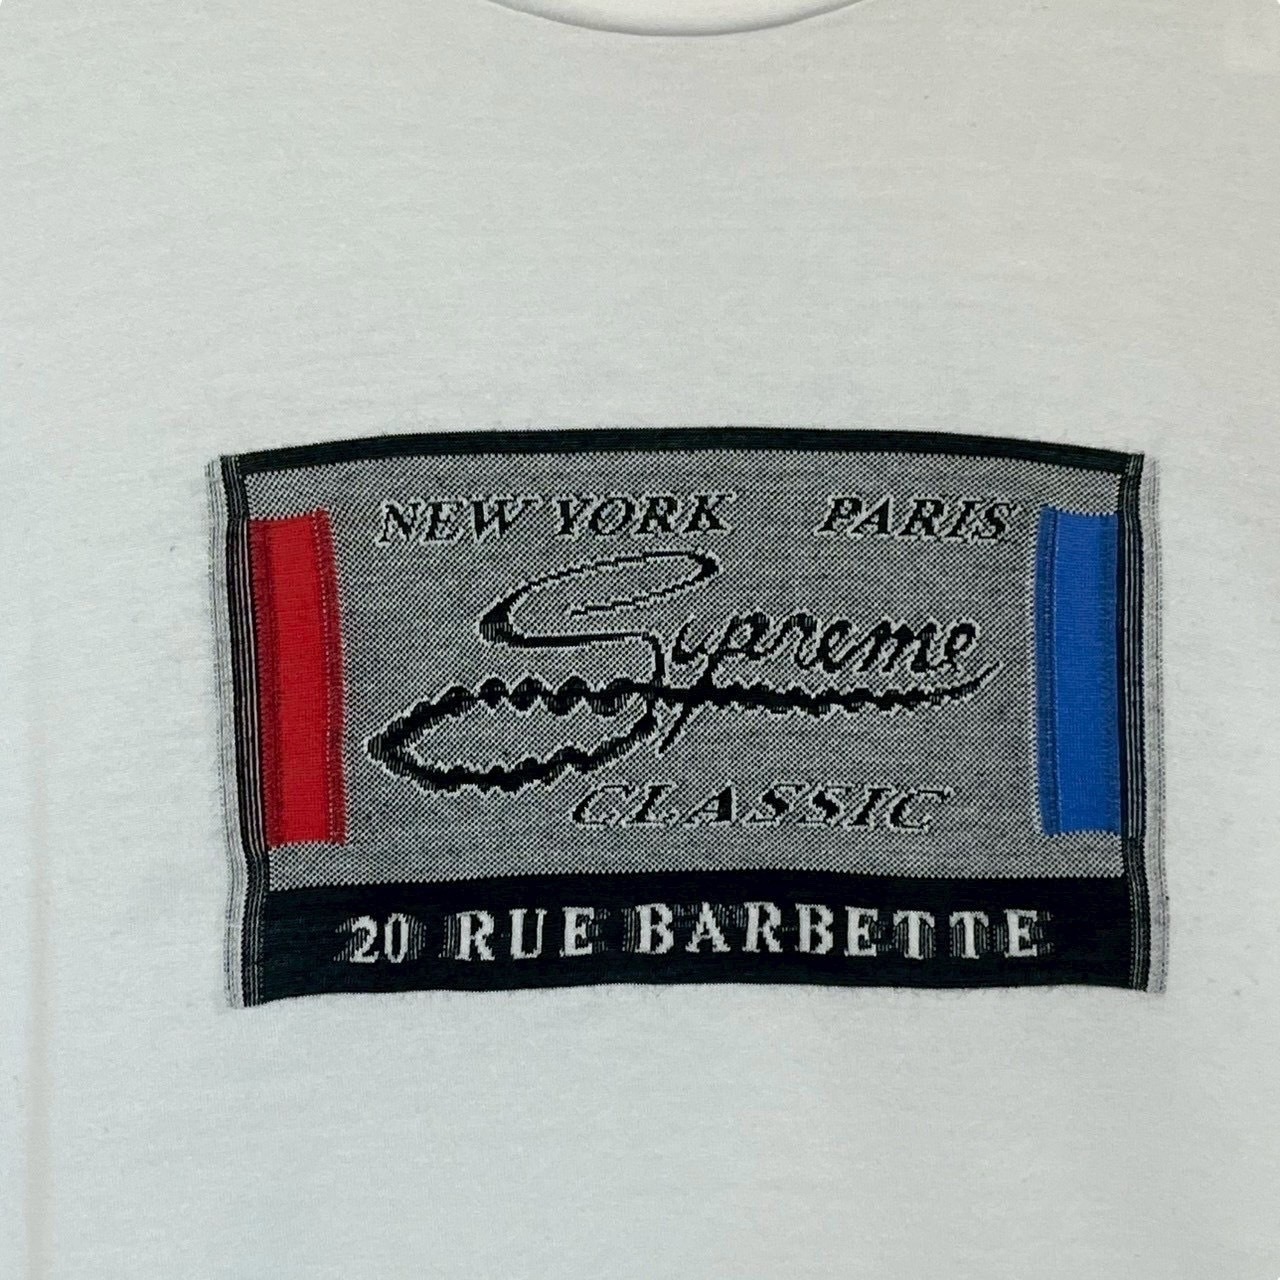 NEW YORK PARIS
Supreme
CLASSIC
20 RUE BARBETTE